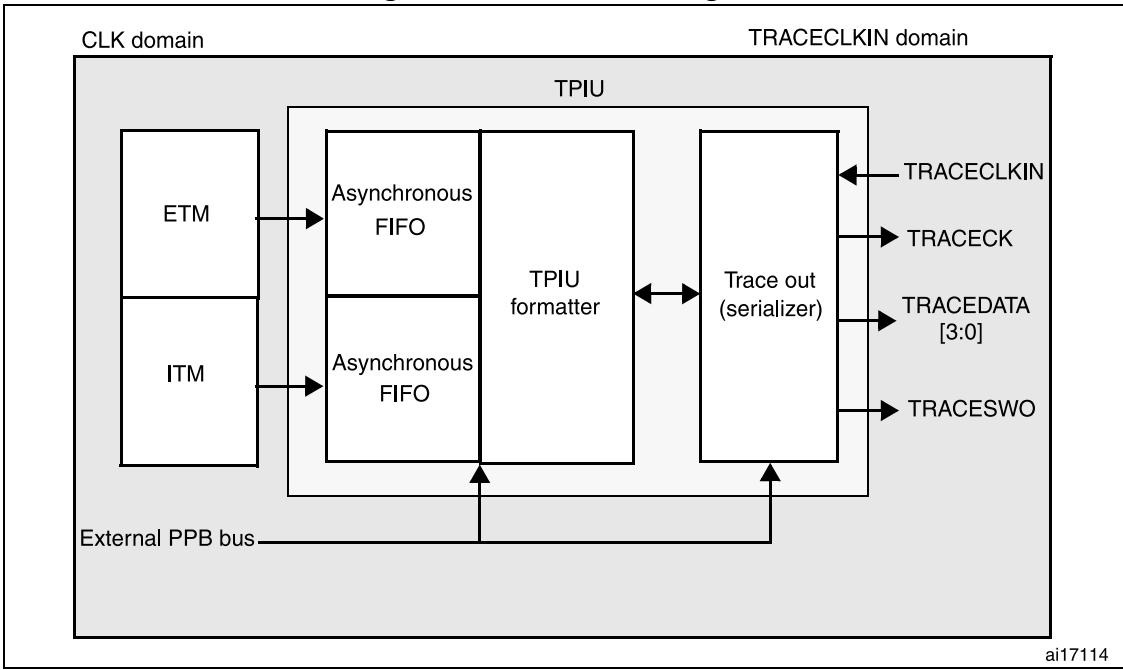 CLK domain
TRACECLKIN domain
TPIU
ETM
Asynchronous
FIFO
ITM
Asynchronous
FIFO
TPIU
formatter
Trace out
(serializer)
TRACECLKIN
TRACECK
TRACEDATA
[3:0]
TRACESWO
External PPB bus
ai17114